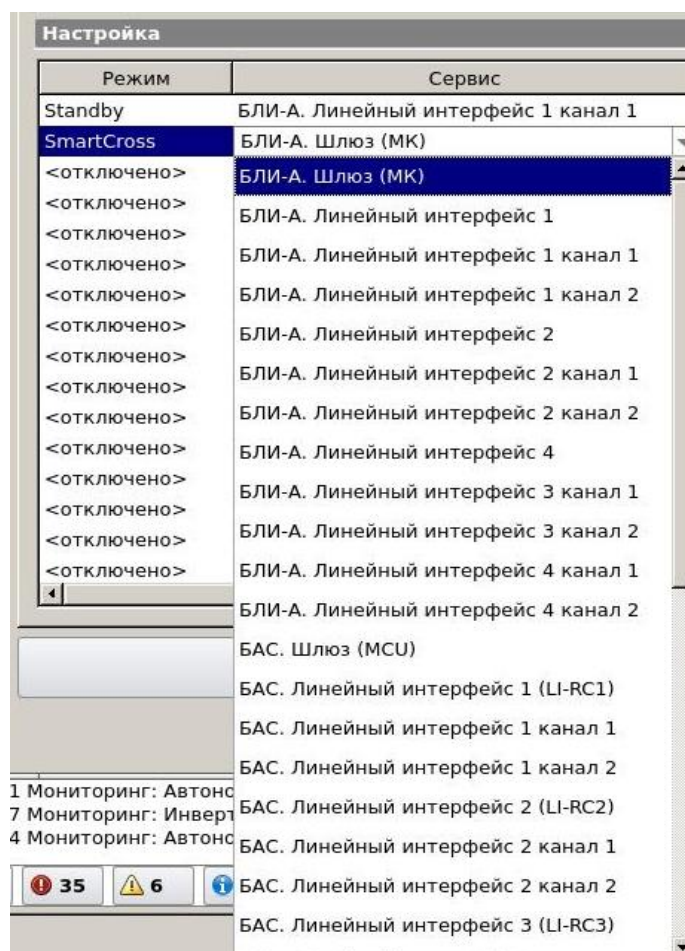 Настройка
Режим Сервис
Standby БЛИ-А. Линейный интерфейс 1 канал 1
SmartCross БЛИ-А. Шлюз (МК)
<отключено> БЛИ-А. Шлюз (МК)
<отключено>
БЛИ-А. Линейный интерфейс 1
<отключено>
БЛИ-А. Линейный интерфейс 1 канал 1
<отключено>
<отключено> БЛИ-А. Линейный интерфейс 1 канал 2
<отключено>
БЛИ-А. Линейный интерфейс 2
<отключено>
БЛИ-А. Линейный интерфейс 2 канал 1
<отключено>
<отключено> БЛИ-А. Линейный интерфейс 2 канал 2
<отключено>
БЛИ-А. Линейный интерфейс 4
<отключено>
БЛИ-А. Линейный интерфейс 3 канал 1
<отключено>
БЛИ-А. Линейный интерфейс 3 канал 2
<отключено>
<отключено> БЛИ-А. Линейный интерфейс 4 канал 1
БЛИ-А. Линейный интерфейс 4 канал 2
БАС. Шлюз (MCU)
БАС. Линейный интерфейс 1 (LI-RC1)
БАС. Линейный интерфейс 1 канал 1
БАС. Линейный интерфейс 1 канал 2
1 Мониторинг: Автоно
7 Мониторинг: Инверт
БАС. Линейный интерфейс 2 (LI-RC2)
4 Мониторинг: Автоно
БАС. Линейный интерфейс 2 канал 1
35 6 БАС. Линейный интерфейс 2 канал 2
БАС. Линейный интерфейс 3 (LI-RC3)